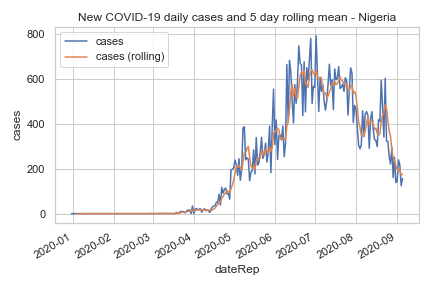 New COVID-19 daily cases and 5 day rolling mean - Nigeria
cases
cases (rolling)
800
600
400
200
0
cases
2020-01
2020-02
2020-03
2020-04
2020-05
2020-06
2020-07
2020-08
2020-09
dateRep